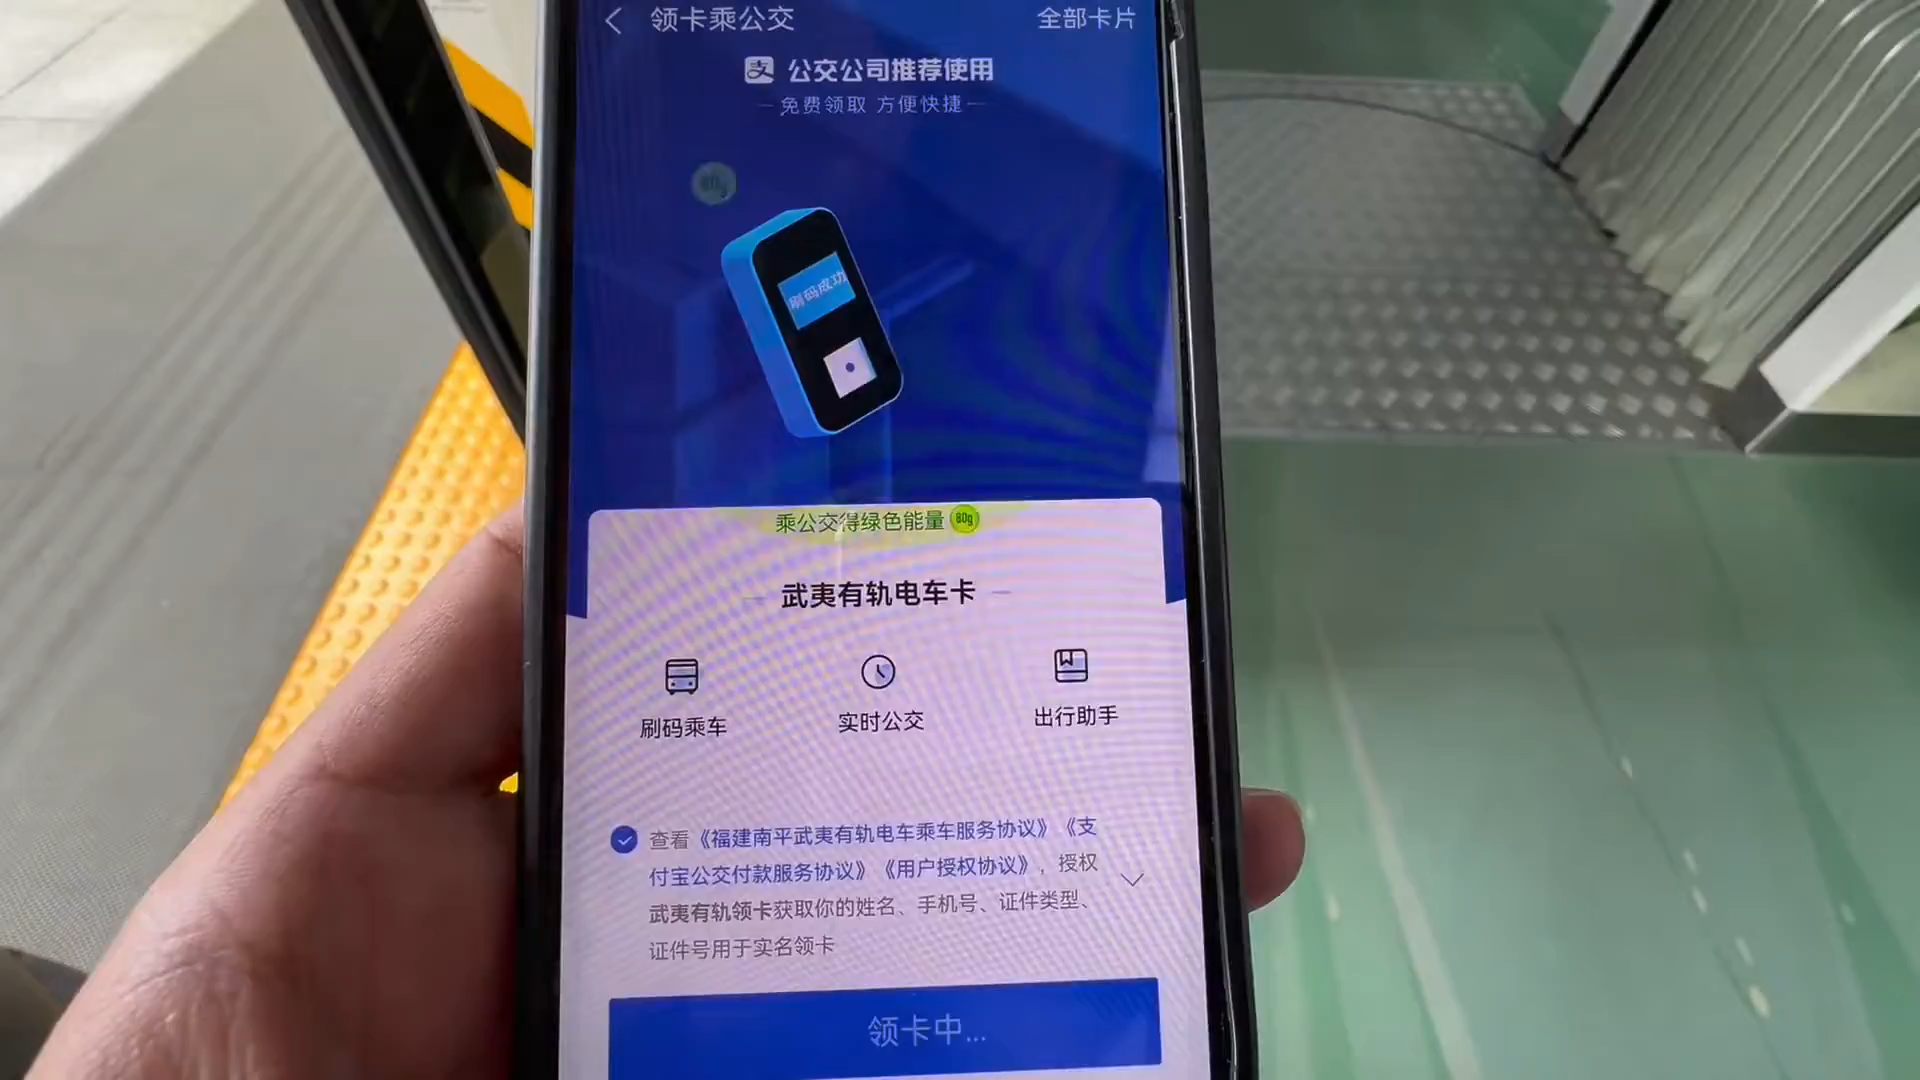 领卡乘公交
全部卡片
支 公交公司推荐使用
免费领取 方便快捷
80g
刷码成功
乘公交得绿色能量 80g
武夷有轨电车卡
刷码乘车
实时公交
出行助手
查看《福建南平武夷有轨电车乘车服务协议》《支
付宝公交付款服务协议》《用户授权协议》，授权
武夷有轨领卡获取你的姓名、手机号、证件类型、
证件号用于实名领卡
领卡中...